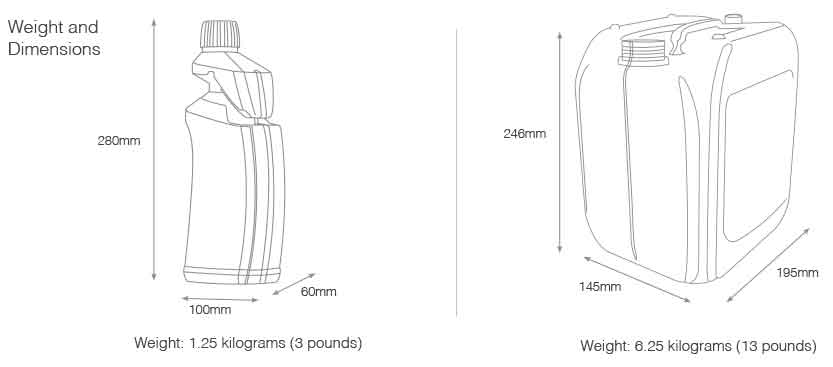 Weight and
Dimensions
280mm
100mm
60mm
Weight: 1.25 kilograms (3 pounds)
246mm
145mm
195mm
Weight: 6.25 kilograms (13 pounds)